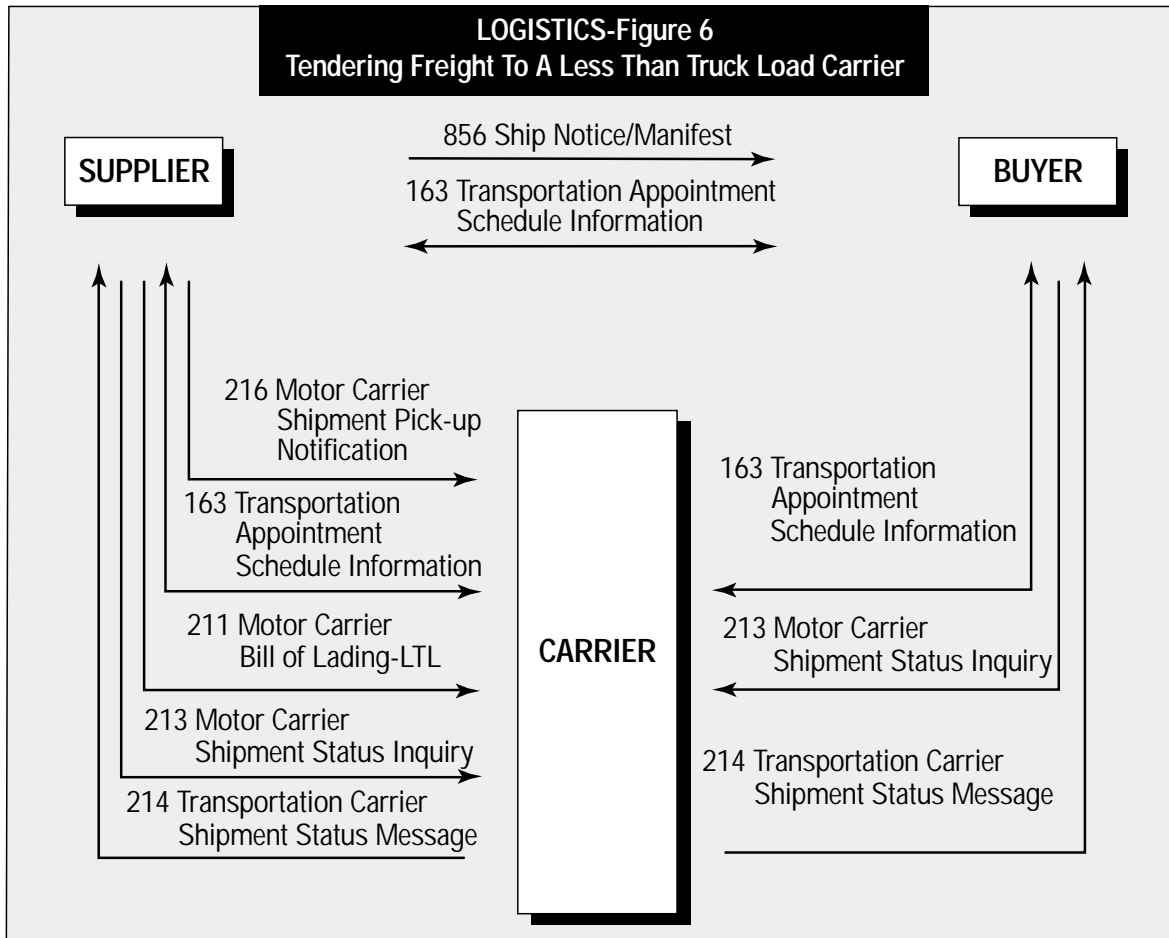 LOGISTICS-Figure 6
Tendering Freight To A Less Than Truck Load Carrier
856 Ship Notice/Manifest
SUPPLIER
BUYER
163 Transportation Appointment
Schedule Information
216 Motor Carrier
Shipment Pick-up
Notification
163 Transportation
Appointment
Schedule Information
211 Motor Carrier
Bill of Lading-LTL
213 Motor Carrier
Shipment Status Inquiry
214 Transportation Carrier
Shipment Status Message
CARRIER
163 Transportation
Appointment
Schedule Information
213 Motor Carrier
Shipment Status Inquiry
214 Transportation Carrier
Shipment Status Message